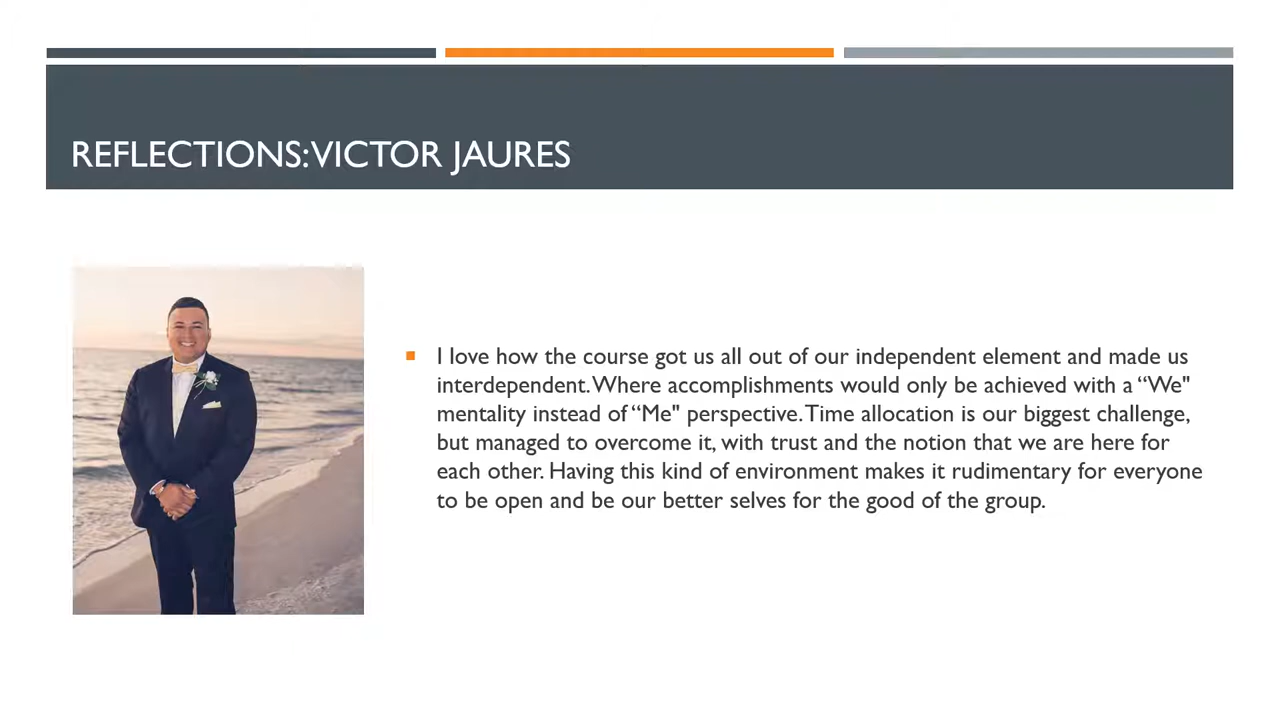 REFLECTIONS: VICTOR JAURES
I love how the course got us all out of our independent element and made us
interdependent. Where accomplishments would only be achieved with a “We"
mentality instead of “Me" perspective. Time allocation is our biggest challenge,
but managed to overcome it, with trust and the notion that we are here for
each other. Having this kind of environment makes it rudimentary for everyone
to be open and be our better selves for the good of the group.